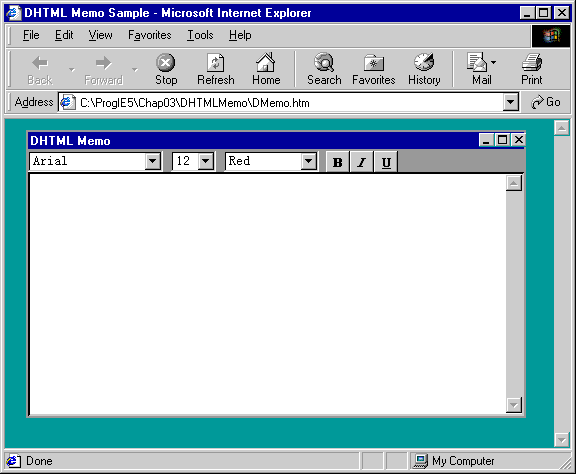 DHTML Memo Sample - Microsoft Internet Explorer
File Edit View Favorites Tools Help
Back Forward Stop Refresh Home Search Favorites History Mail Print
Address C:\ProgIE5\Chap03\DHTMLMemo\DMemo.htm Go
DHTML Memo
Arial 12 Red B I U
Done My Computer